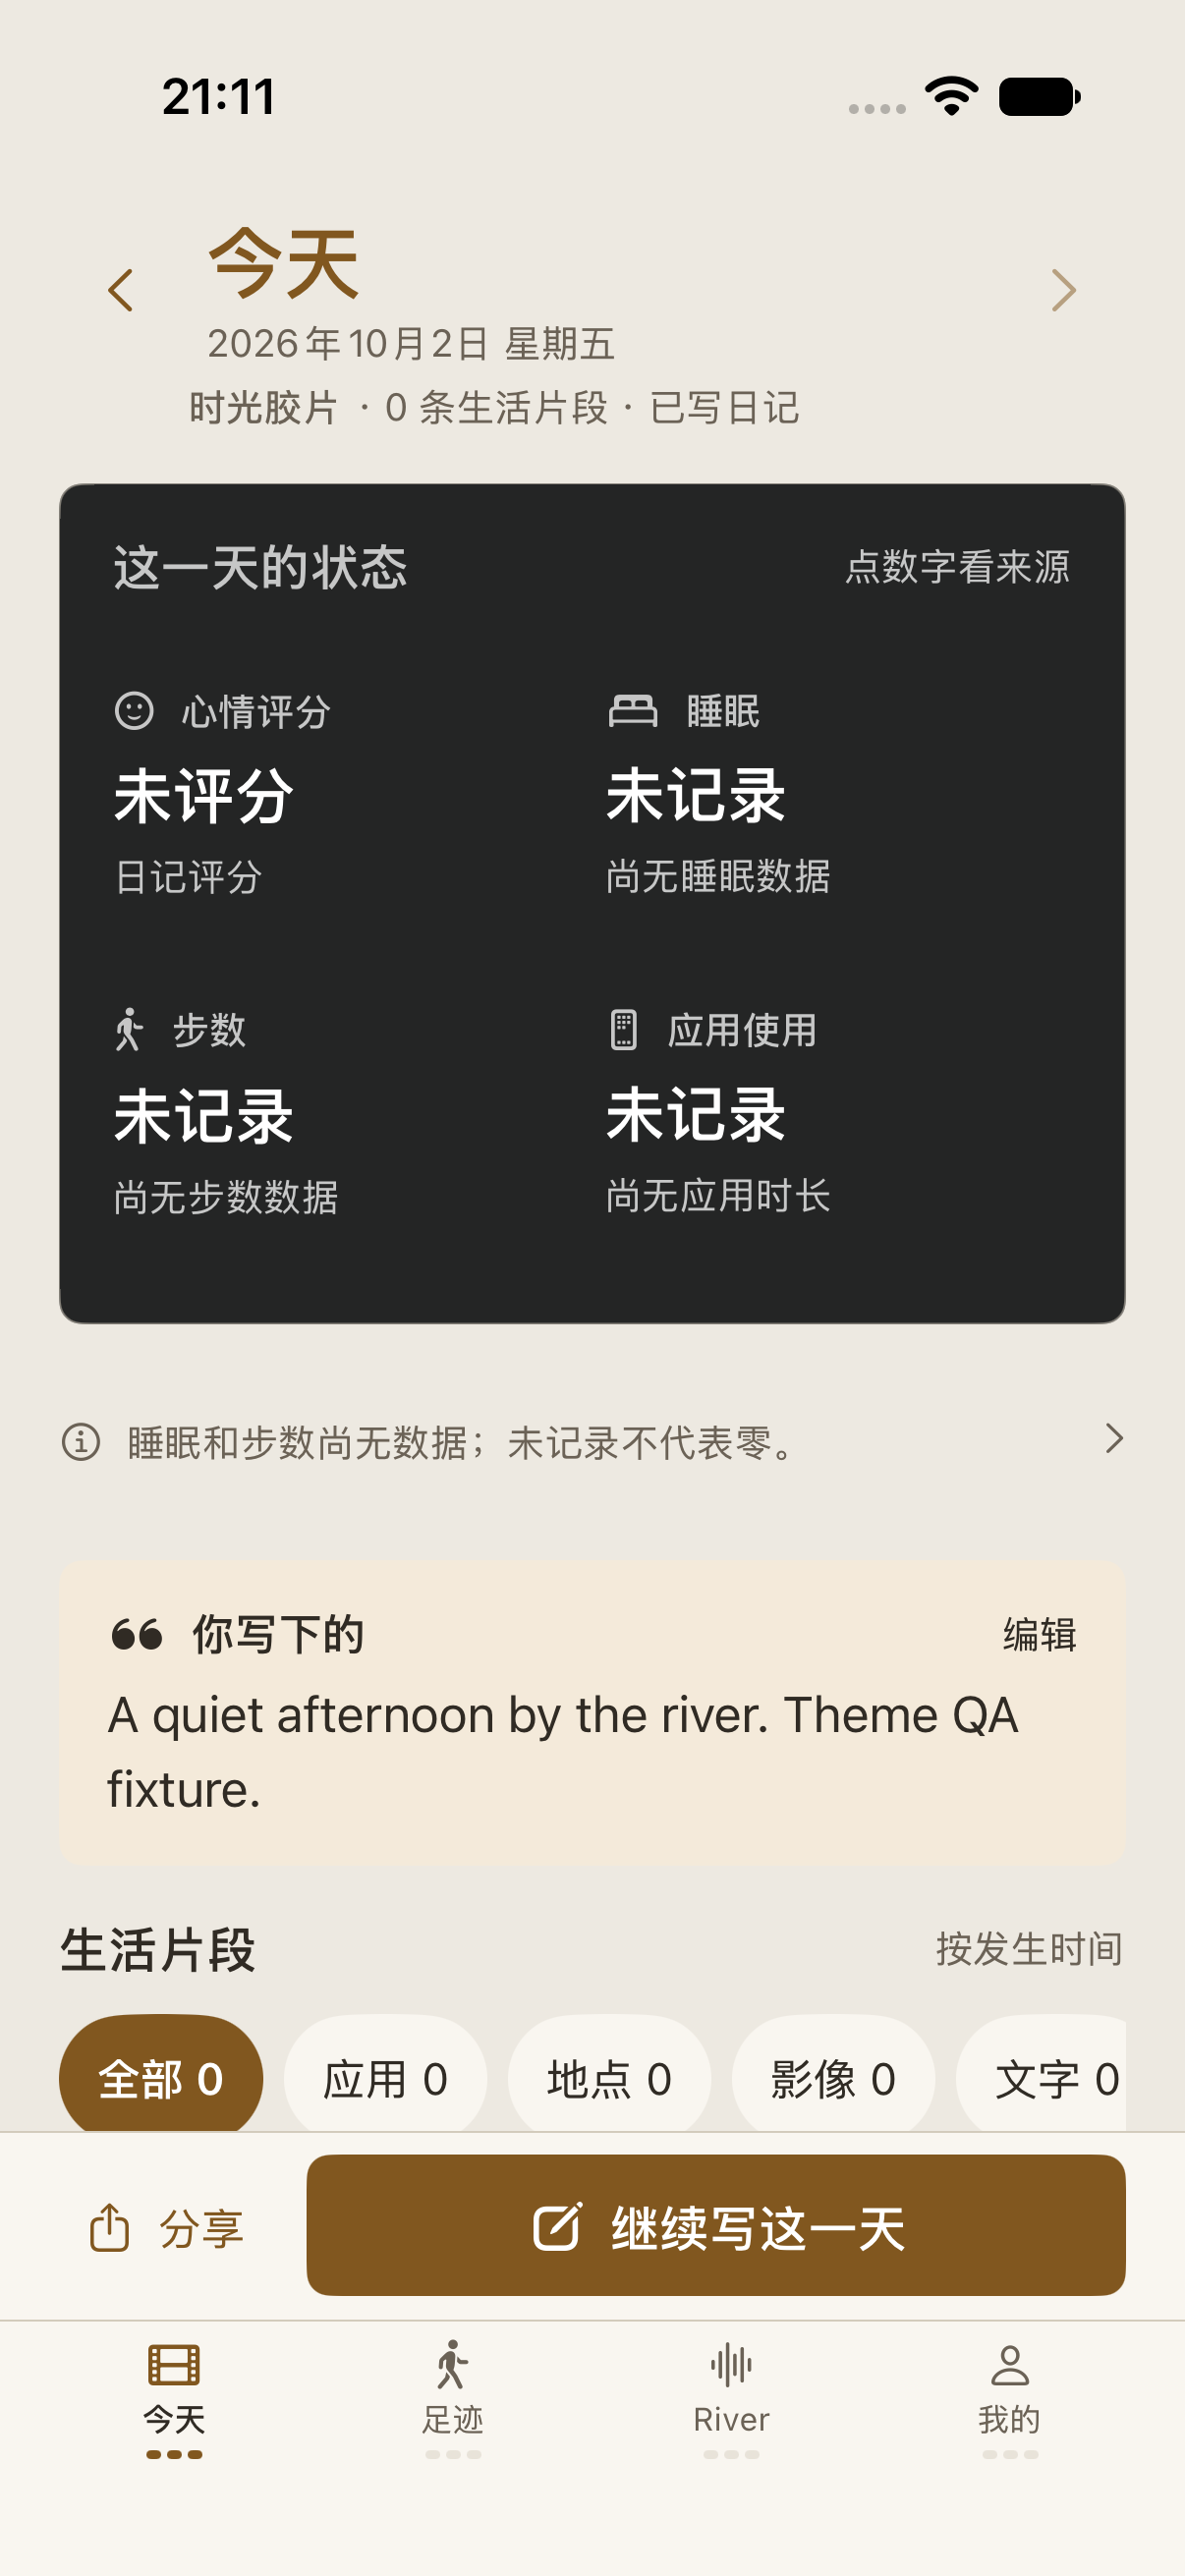 21:11
今天
2026年10月2日 星期五
时光胶片 · 0 条生活片段 · 已写日记
这一天的状态
点数字看来源
心情评分
睡眠
未评分
未记录
日记评分
尚无睡眠数据
步数
应用使用
未记录
未记录
尚无步数数据
尚无应用时长
睡眠和步数尚无数据；未记录不代表零。
你写下的
编辑
A quiet afternoon by the river. Theme QA
fixture.
生活片段
按发生时间
全部 0
应用 0
地点 0
影像 0
文字 0
分享
继续写这一天
今天
足迹
River
我的